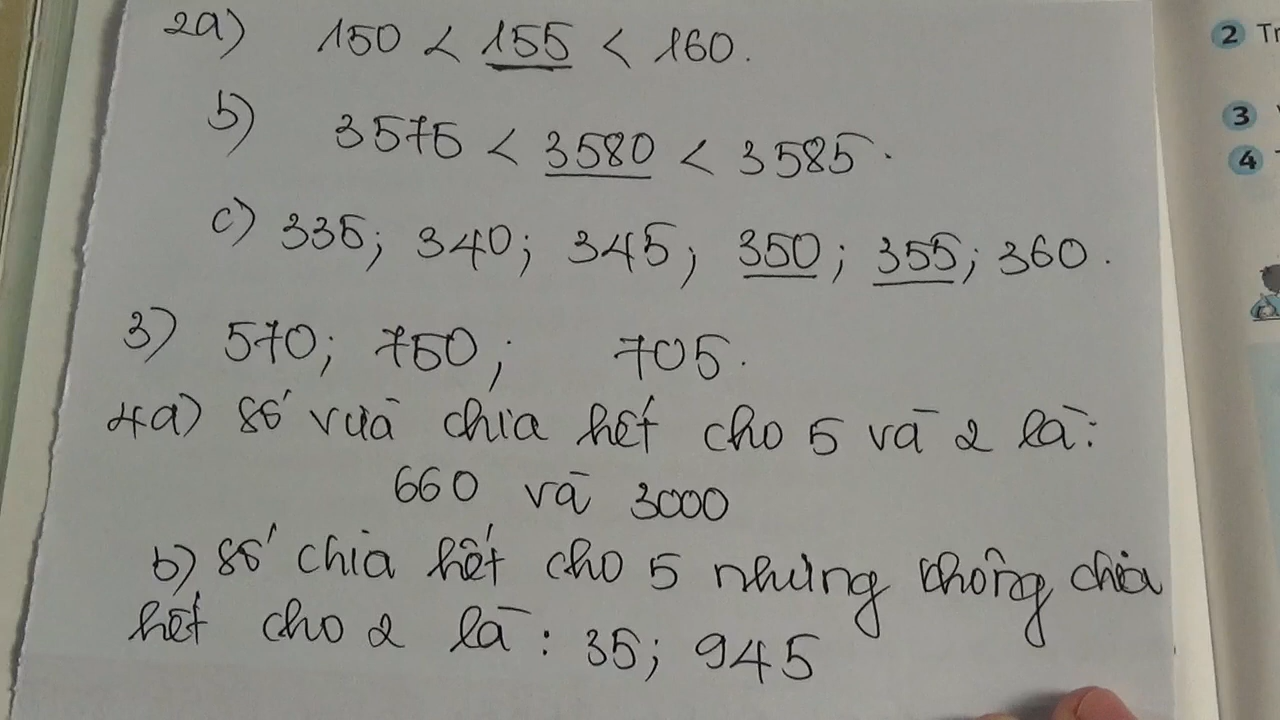 2a) 150 < 155 < 160.
b) 3575 < 3580 < 3585.
c) 335; 340; 345; 350; 355; 360.
3) 570; 750; 705.
4a) Số vừa chia hết cho 5 và 2 là:
660 và 3000
b) Số chia hết cho 5 nhưng không chia
hết cho 2 là: 35; 945
2 Tr
3
4